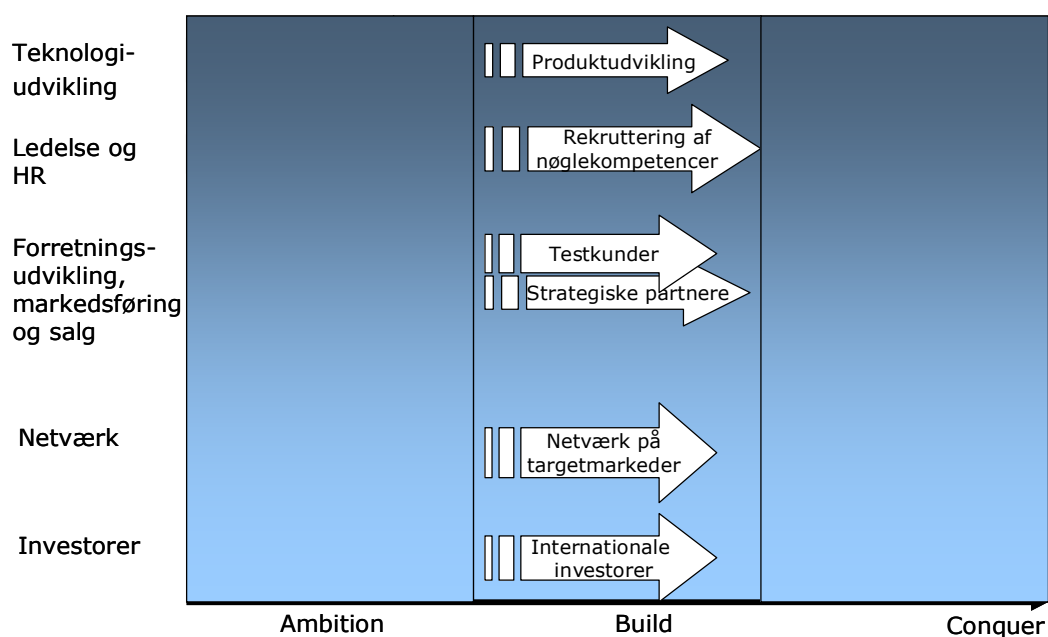 Teknologi-
udvikling
Produktudvikling
Ledelse og
HR
Rekruttering af
nøglekompetencer
Forretnings-
udvikling,
markedsføring
og salg
Testkunder
Strategiske partnere
Netværk
Netværk på
targetmarkeder
Investorer
Internationale
investorer
Ambition
Build
Conquer